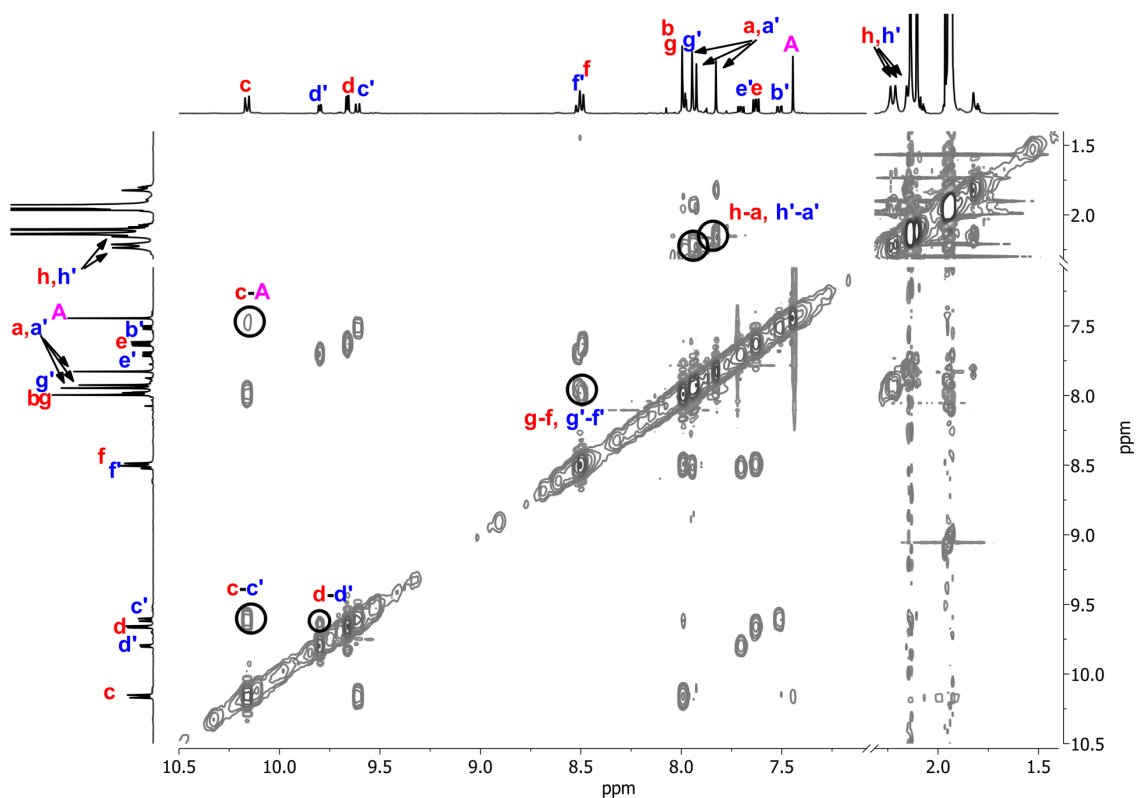 b
g g' a,a' A h,h'
c d' d c' f' f e' e b'
h-a, h'-a'
h,h'
c-A
A
a,a' b'
e
e'
g'
bg
g-f, g'-f'
f
f'
c-c' d-d'
c'
d
d'
c
1.5
2.0
7.5
8.0
8.5
9.0
9.5
10.0
10.5
ppm
10.5 10.0 9.5 9.0 8.5 8.0 7.5 2.0 1.5
ppm